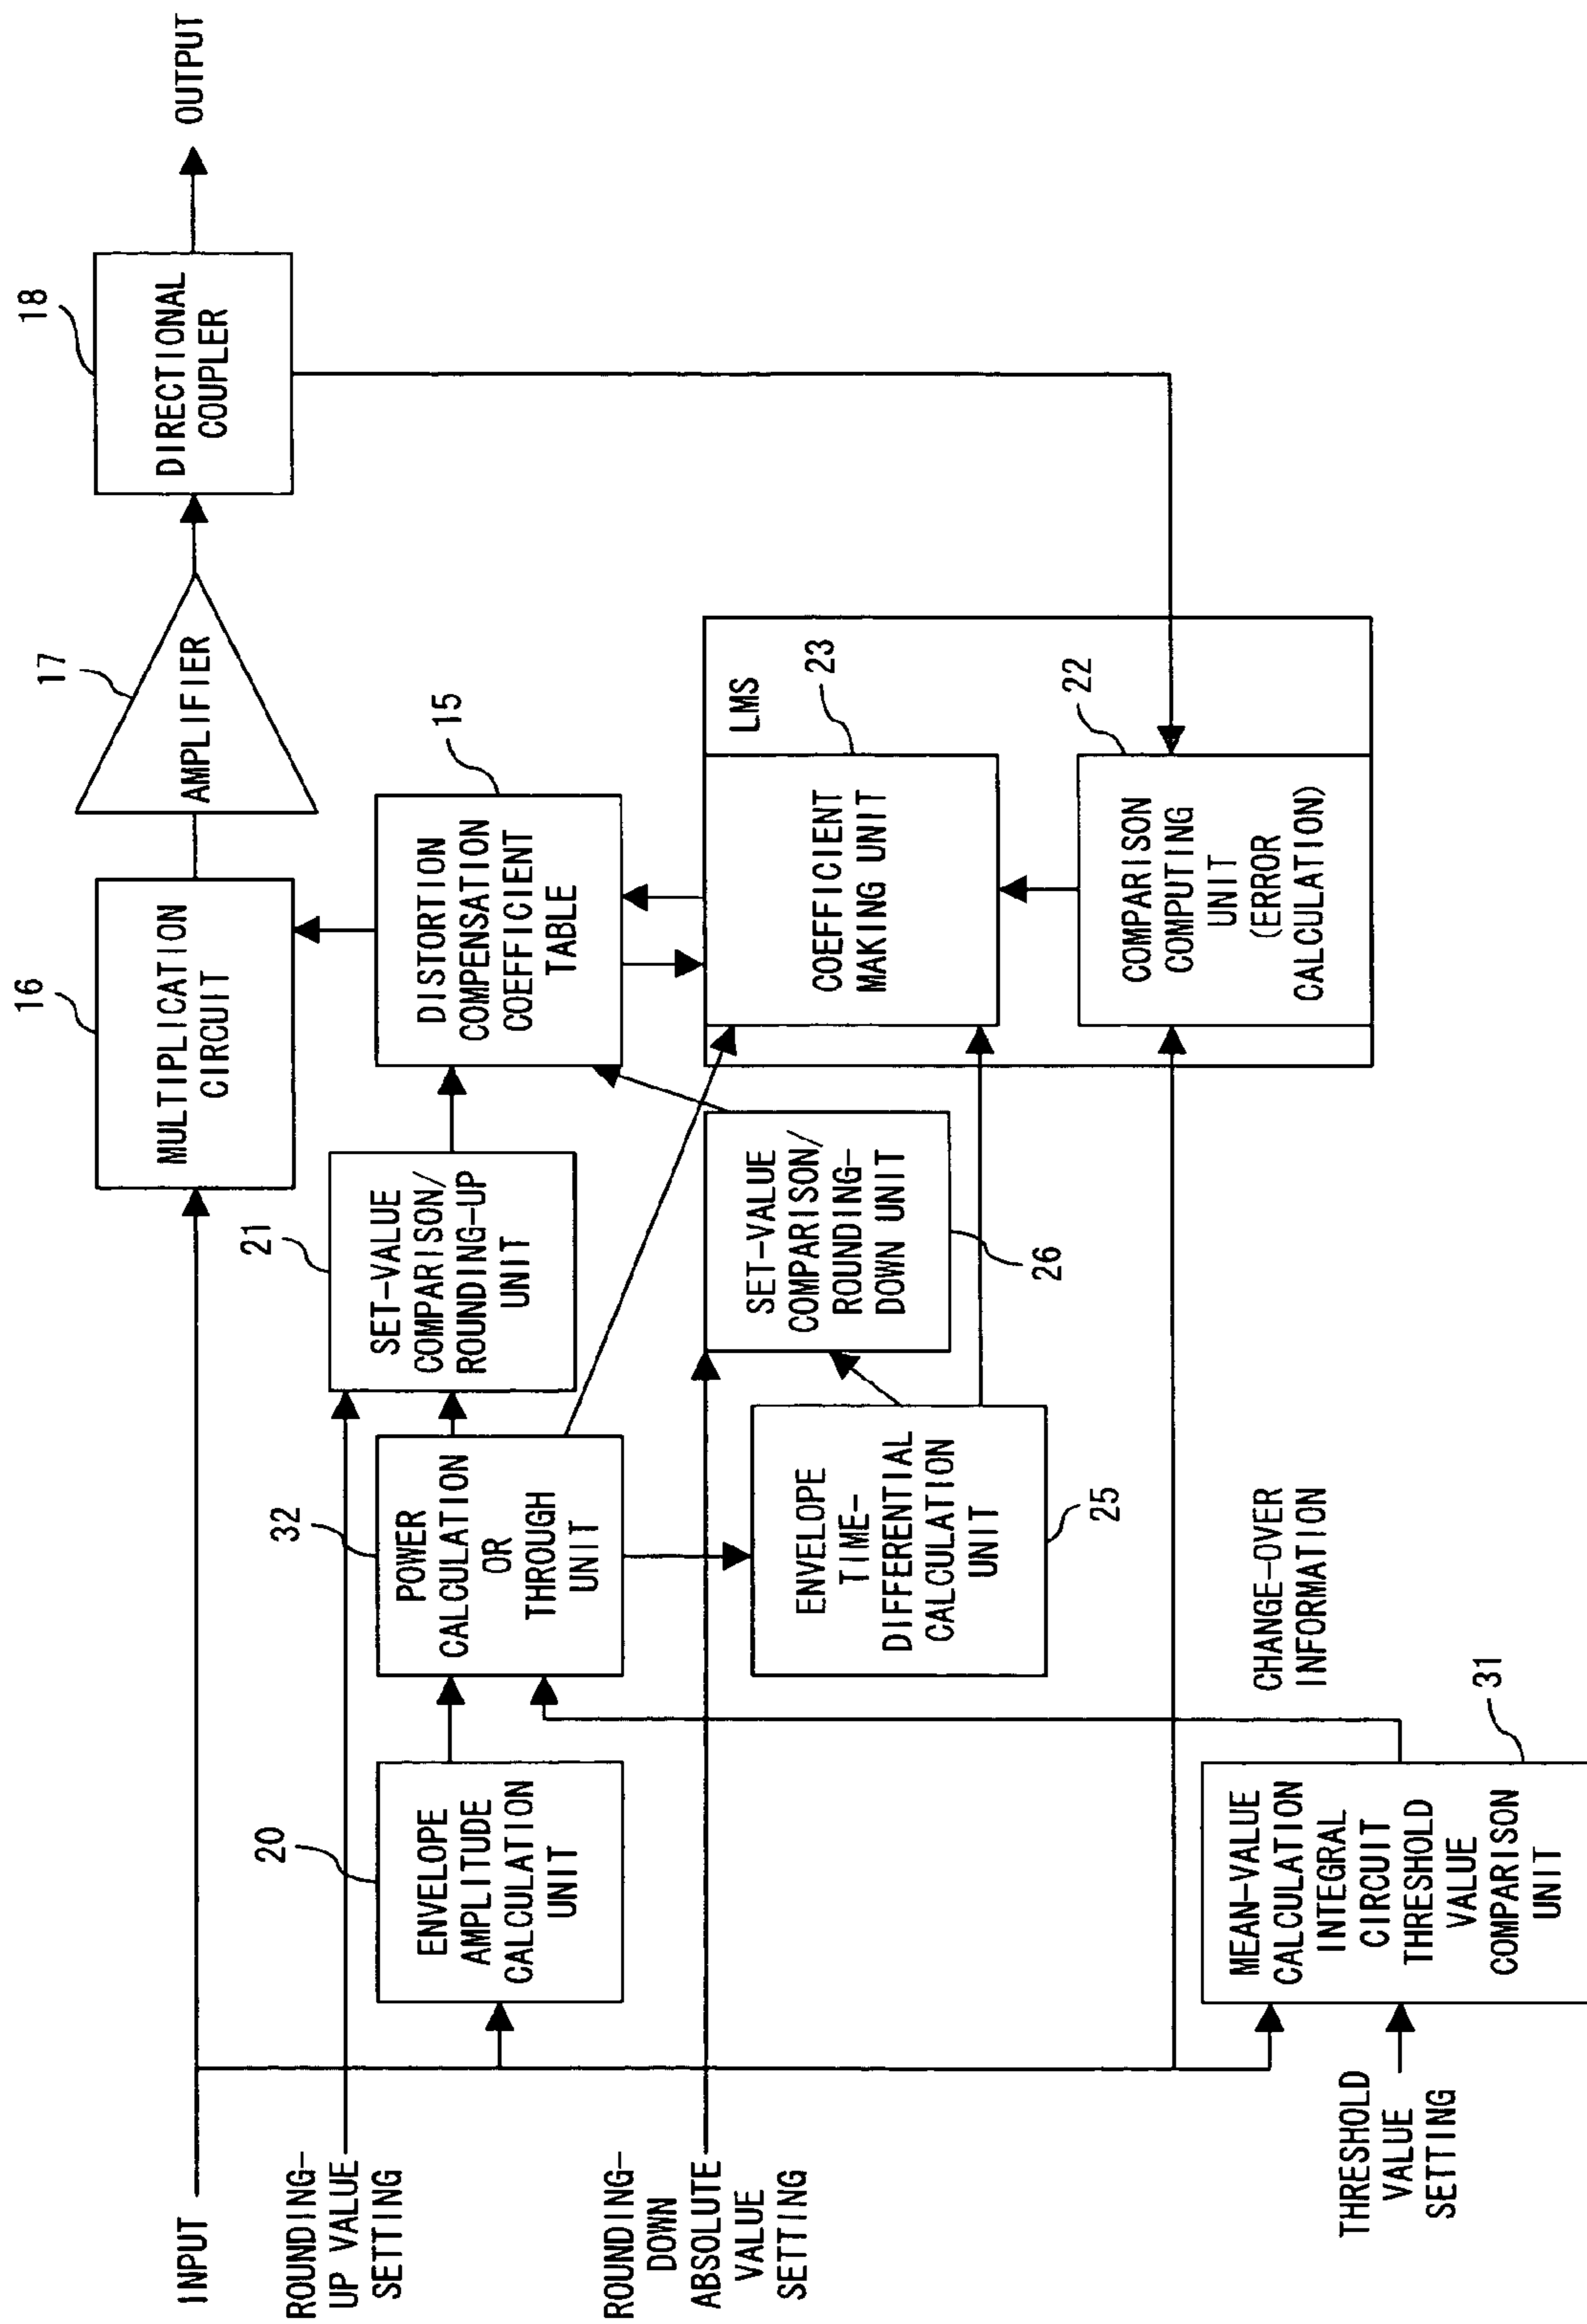 INPUT
ROUNDING-
UP VALUE
SETTING
ROUNDING-
DOWN
ABSOLUTE
VALUE
SETTING
THRESHOLD
VALUE
SETTING
20
ENVELOPE
AMPLITUDE
CALCULATION
UNIT
MEAN-VALUE
CALCULATION
INTEGRAL
CIRCUIT
THRESHOLD
VALUE
COMPARISON
UNIT
31
CHANGE-OVER
INFORMATION
32
POWER
CALCULATION
OR
THROUGH
UNIT
ENVELOPE
TIME-
DIFFERENTIAL
CALCULATION
UNIT
25
21
SET-VALUE
COMPARISON/
ROUNDING-UP
UNIT
SET-VALUE
COMPARISON/
ROUNDING-
DOWN UNIT
26
16
MULTIPLICATION
CIRCUIT
15
DISTORTION
COMPENSATION
COEFFICIENT
TABLE
LMS
23
COEFFICIENT
MAKING UNIT
22
COMPARISON
COMPUTING
UNIT
(ERROR
CALCULATION)
17
AMPLIFIER
18
DIRECTIONAL
COUPLER
OUTPUT